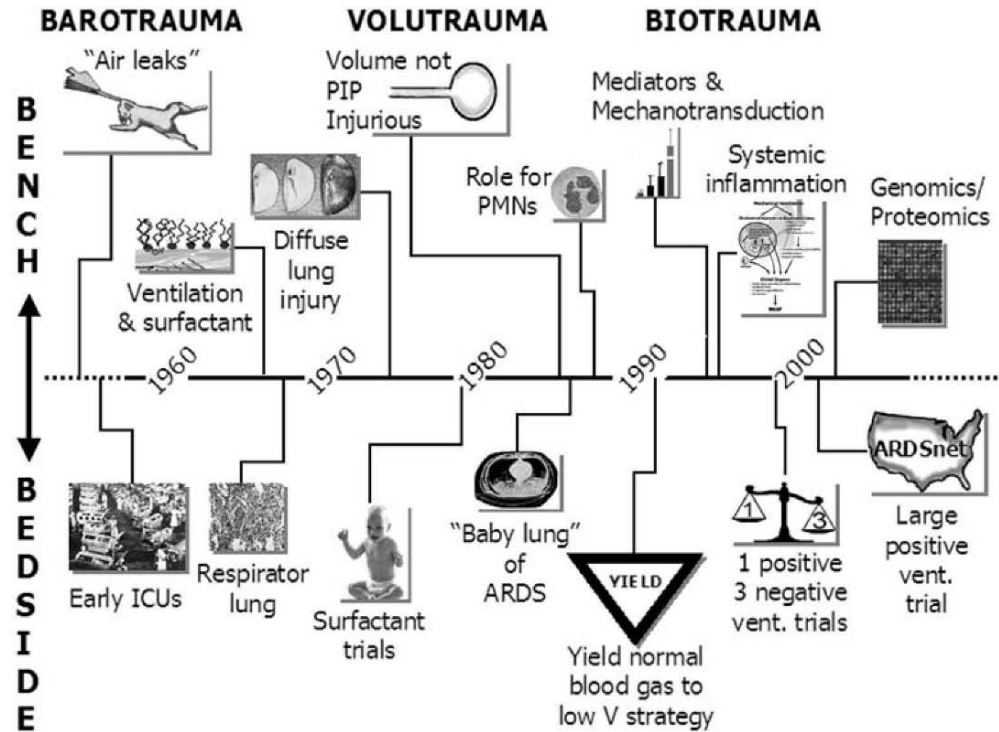 BAROTRAUMA
VOLUTRAUMA
BIOTRAUMA
BENCH
"Air leaks"
Volume not
PIP
Injurious
Mediators &
Mechanotransduction
Role for
PMNs
Systemic
inflammation
Genomics/
Proteomics
Diffuse
lung
injury
Ventilation
& surfactant
1960
1970
1980
1990
2000
BEDSIDE
Early ICUs
Respirator
lung
Surfactant
trials
"Baby lung"
of
ARDS
YIELD
Yield normal
blood gas to
low V strategy
1
3
1 positive
3 negative
vent. trials
ARDSnet
Large
positive
vent.
trial